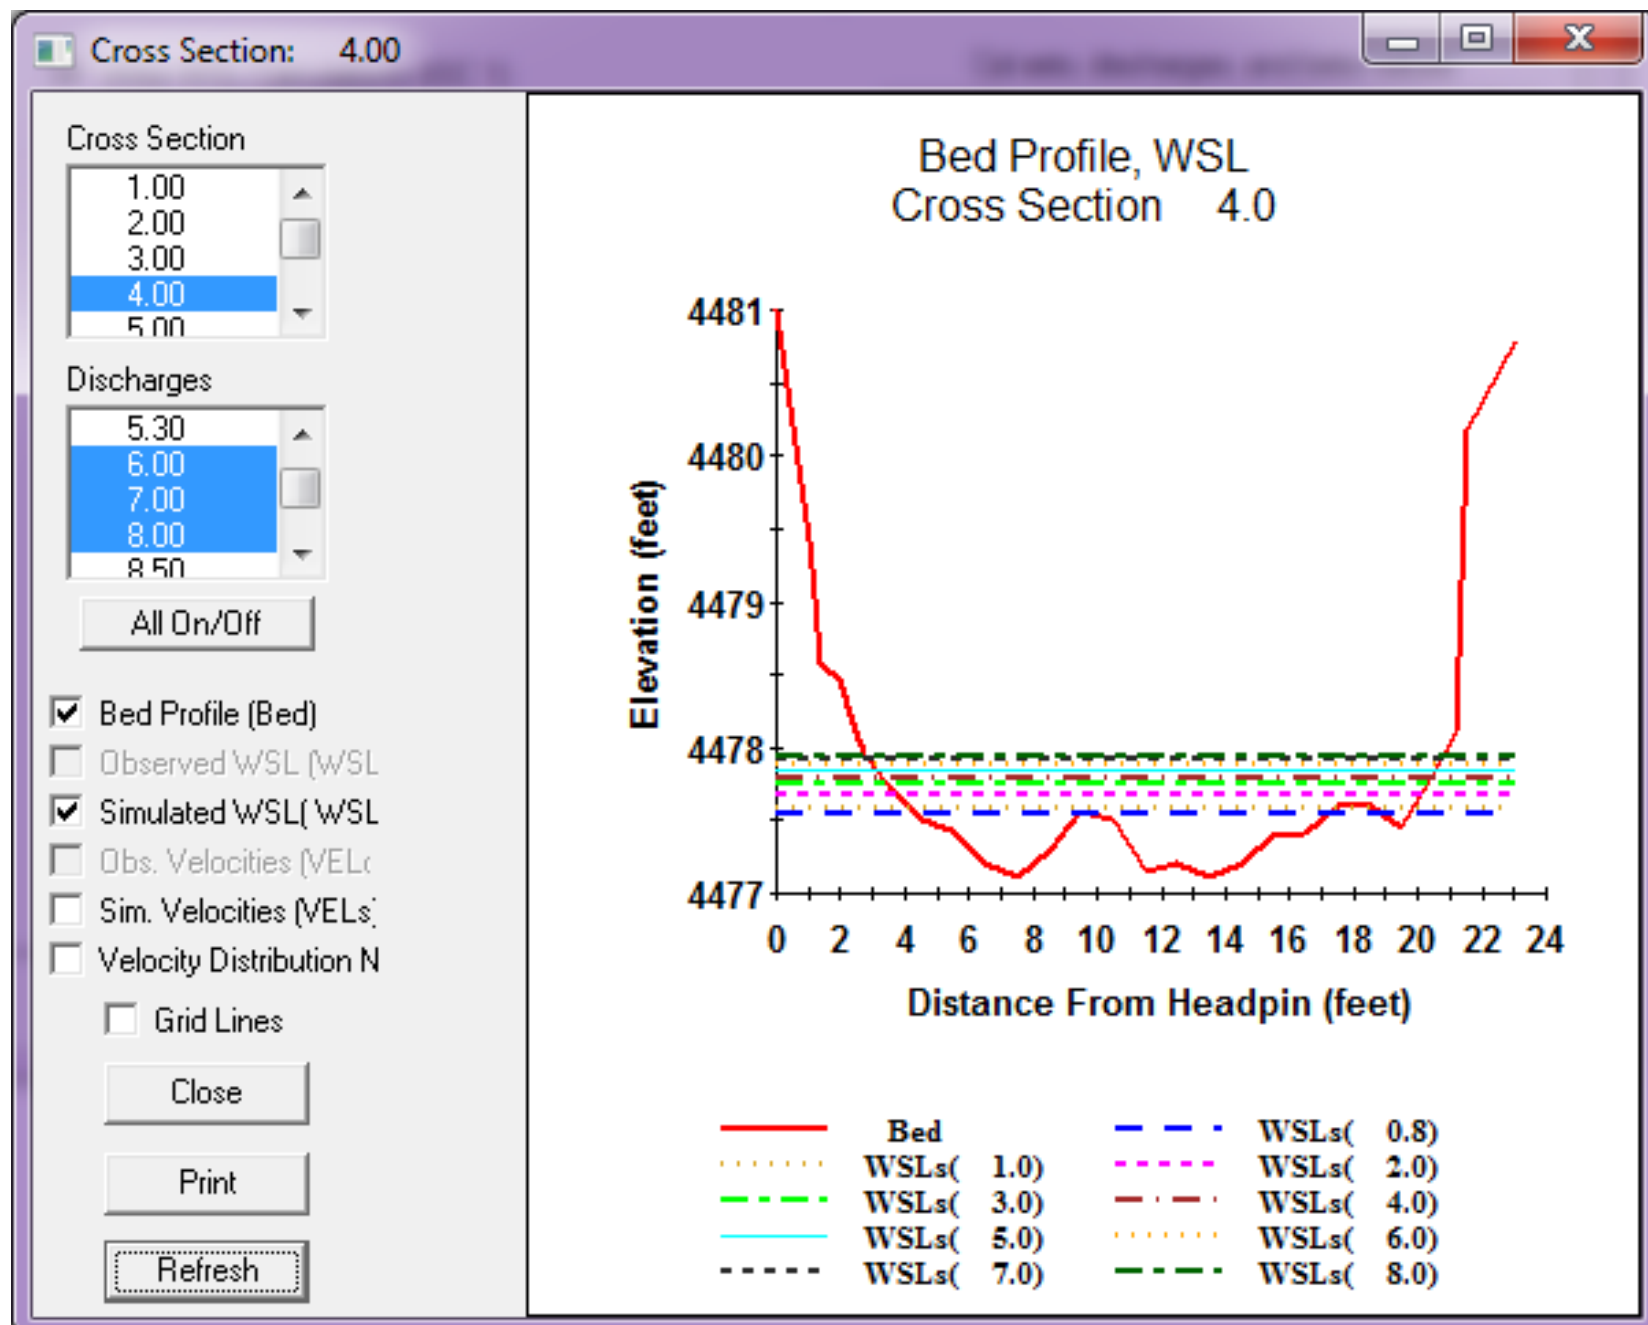 Cross Section: 4.00
Cross Section
1.00
2.00
3.00
4.00
5.00
Discharges
5.30
6.00
7.00
8.00
8.50
All On/Off
Bed Profile (Bed)
Observed WSL (WSL
Simulated WSL( WSL
Obs. Velocities (VEL
Sim. Velocities (VELs)
Velocity Distribution N
Grid Lines
Close
Print
Refresh
Bed Profile, WSL
Cross Section 4.0
Elevation (feet)
4481
4480
4479
4478
4477
0 2 4 6 8 10 12 14 16 18 20 22 24
Distance From Headpin (feet)
Bed WSLs( 0.8)
WSLs( 1.0) WSLs( 2.0)
WSLs( 3.0) WSLs( 4.0)
WSLs( 5.0) WSLs( 6.0)
WSLs( 7.0) WSLs( 8.0)